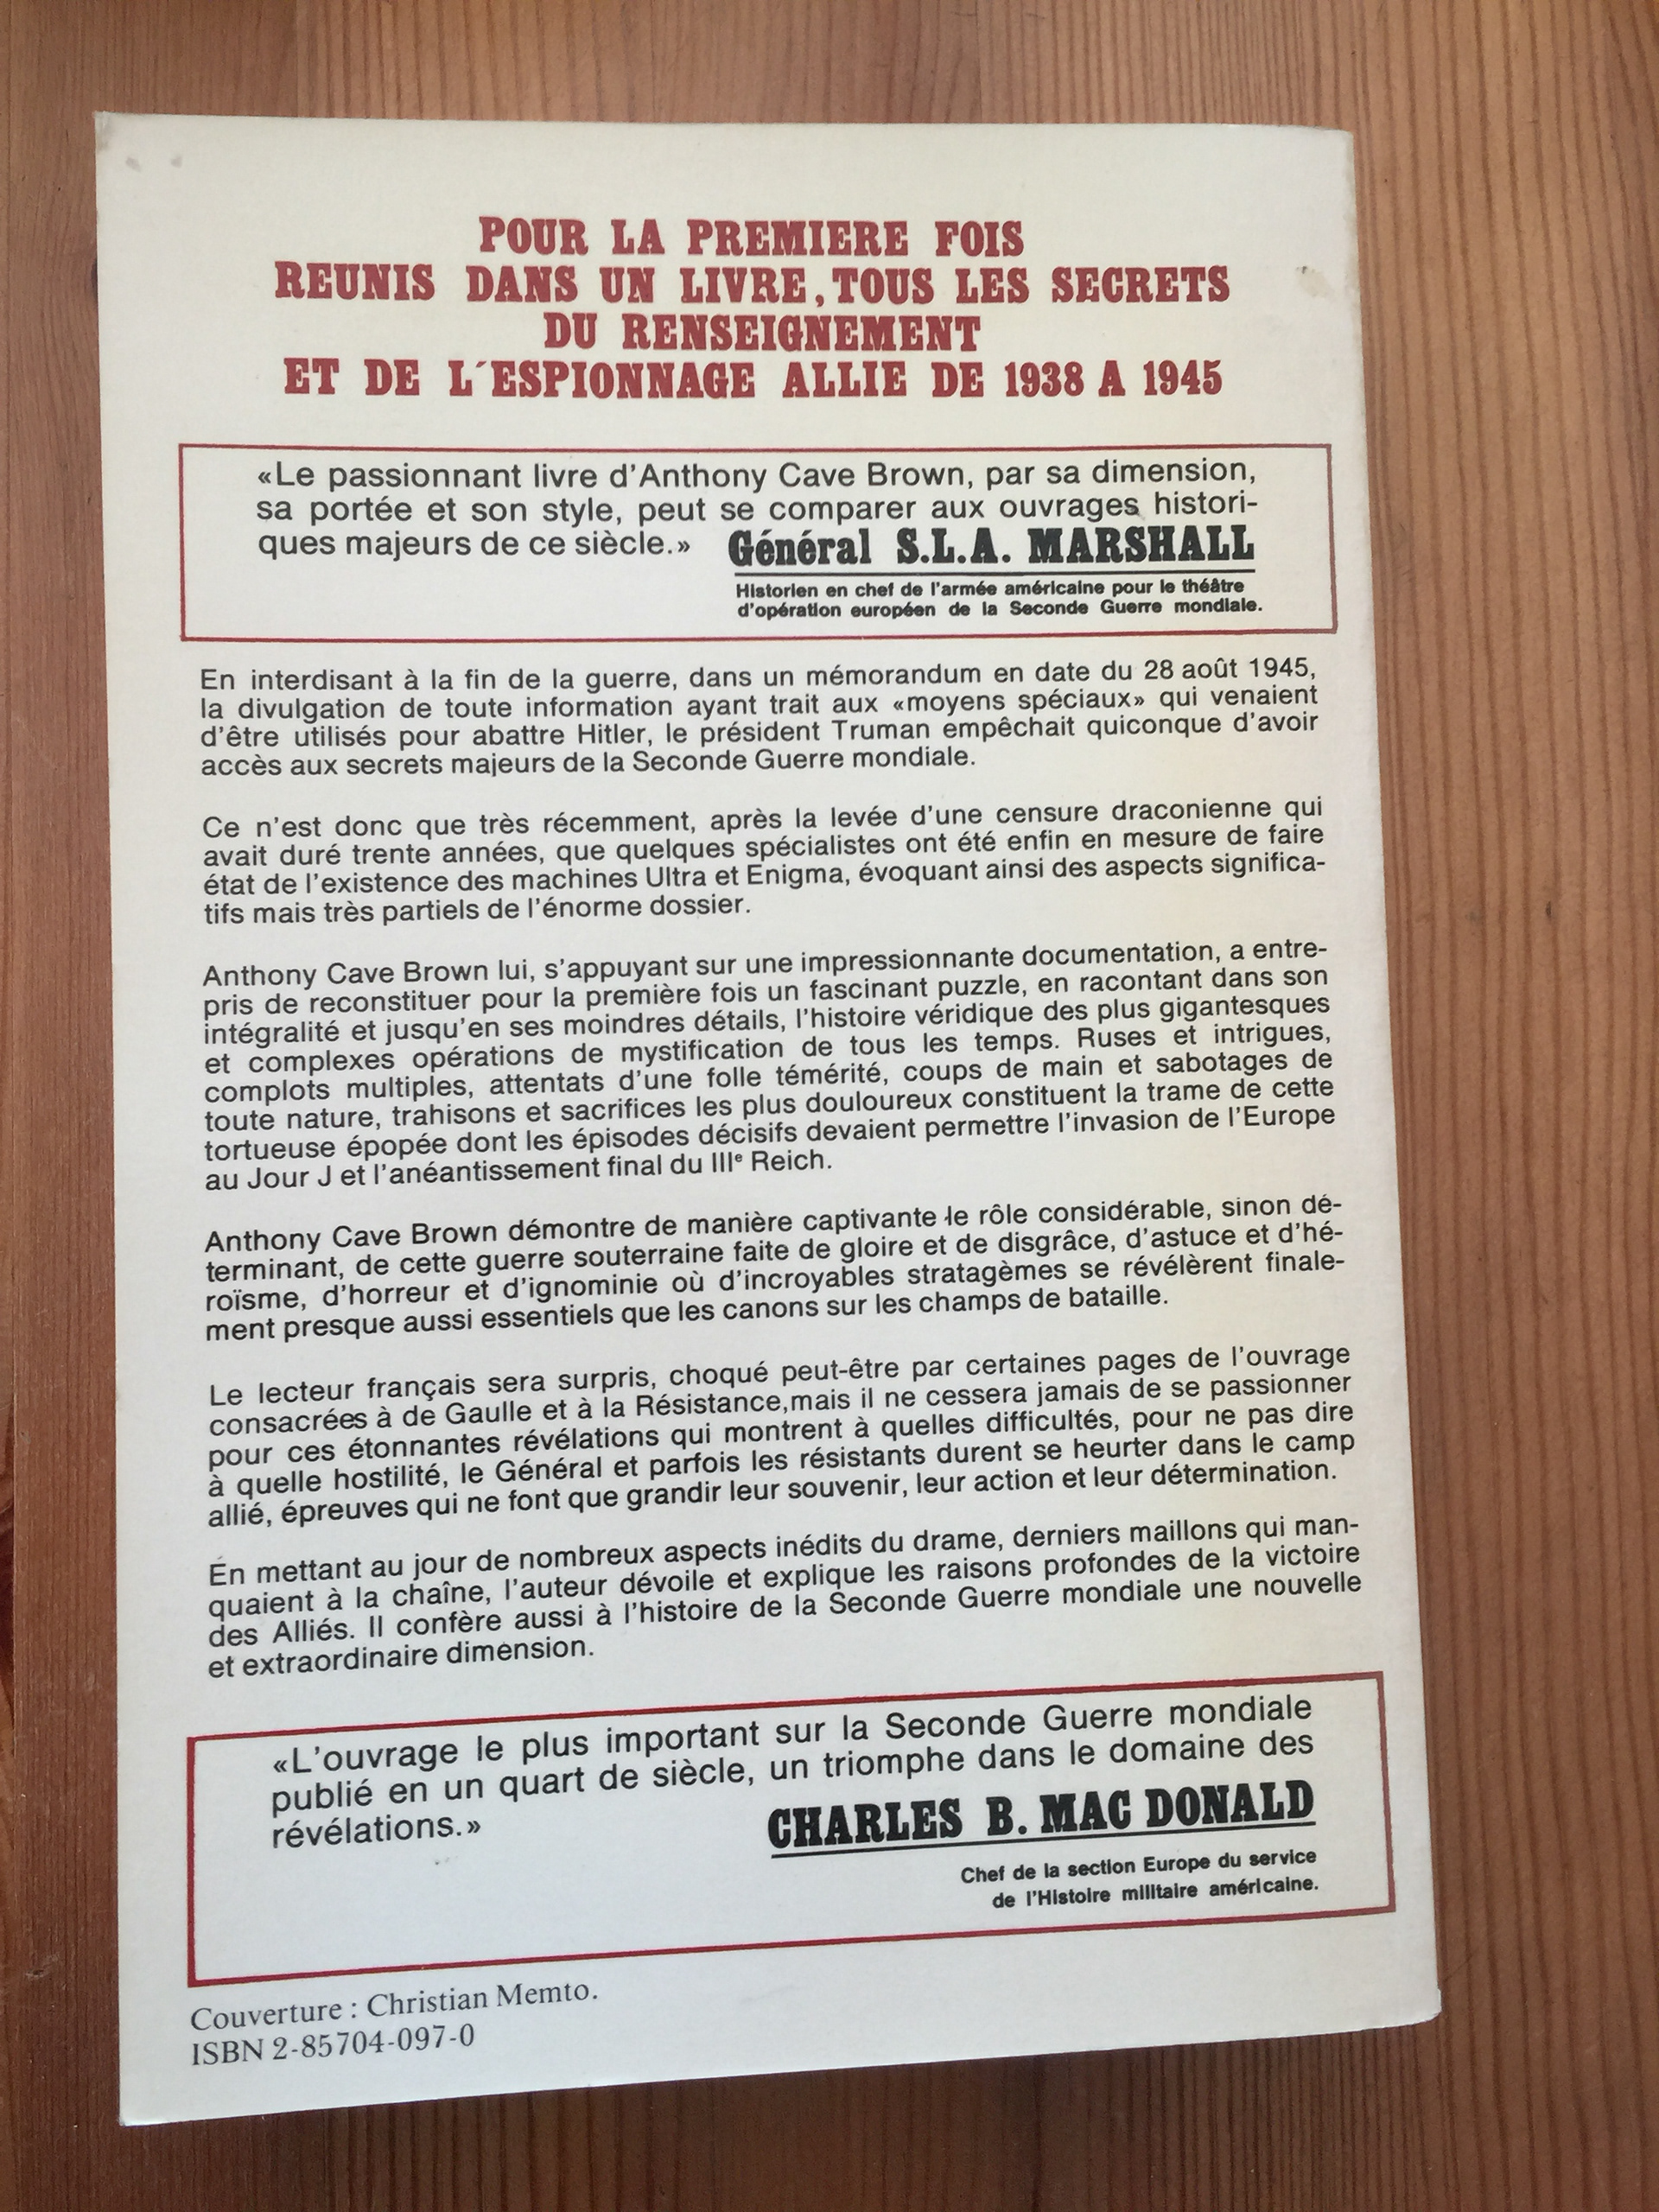 POUR LA PREMIERE FOIS
REUNIS DANS UN LIVRE, TOUS LES SECRETS
DU RENSEIGNEMENT
ET DE L´ESPIONNAGE ALLIE DE 1938 A 1945
«Le passionnant livre d'Anthony Cave Brown, par sa dimension,
sa portée et son style, peut se comparer aux ouvrages histori-
ques majeurs de ce siècle.» Général S.L.A. MARSHALL
Historien en chef de l'armée américaine pour le théâtre
d'opération européen de la Seconde Guerre mondiale.
En interdisant à la fin de la guerre, dans un mémorandum en date du 28 août 1945,
la divulgation de toute information ayant trait aux «moyens spéciaux» qui venaient
d'être utilisés pour abattre Hitler, le président Truman empêchait quiconque d'avoir
accès aux secrets majeurs de la Seconde Guerre mondiale.
Ce n'est donc que très récemment, après la levée d'une censure draconienne qui
avait duré trente années, que quelques spécialistes ont été enfin en mesure de faire
état de l'existence des machines Ultra et Enigma, évoquant ainsi des aspects significa-
tifs mais très partiels de l'énorme dossier.
Anthony Cave Brown lui, s'appuyant sur une impressionnante documentation, a entre-
pris de reconstituer pour la première fois un fascinant puzzle, en racontant dans son
intégralité et jusqu'en ses moindres détails, l'histoire véridique des plus gigantesques
et complexes opérations de mystification de tous les temps. Ruses et intrigues,
complots multiples, attentats d'une folle témérité, coups de main et sabotages de
toute nature, trahisons et sacrifices les plus douloureux constituent la trame de cette
tortueuse épopée dont les épisodes décisifs devaient permettre l'invasion de l'Europe
au Jour J et l'anéantissement final du IIIᵉ Reich.
Anthony Cave Brown démontre de manière captivante le rôle considérable, sinon dé-
terminant, de cette guerre souterraine faite de gloire et de disgrâce, d'astuce et d'hé-
roïsme, d'horreur et d'ignominie où d'incroyables stratagèmes se révélèrent finale-
ment presque aussi essentiels que les canons sur les champs de bataille.
Le lecteur français sera surpris, choqué peut-être par certaines pages de l'ouvrage
consacrées à de Gaulle et à la Résistance,mais il ne cessera jamais de se passionner
pour ces étonnantes révélations qui montrent à quelles difficultés, pour ne pas dire
à quelle hostilité, le Général et parfois les résistants durent se heurter dans le camp
allié, épreuves qui ne font que grandir leur souvenir, leur action et leur détermination.
En mettant au jour de nombreux aspects inédits du drame, derniers maillons qui man-
quaient à la chaîne, l'auteur dévoile et explique les raisons profondes de la victoire
des Alliés. Il confère aussi à l'histoire de la Seconde Guerre mondiale une nouvelle
et extraordinaire dimension.
«L'ouvrage le plus important sur la Seconde Guerre mondiale
publié en un quart de siècle, un triomphe dans le domaine des
révélations.» CHARLES B. MAC DONALD
Chef de la section Europe du service
de l'Histoire militaire américaine.
Couverture : Christian Memto.
ISBN 2-85704-097-0